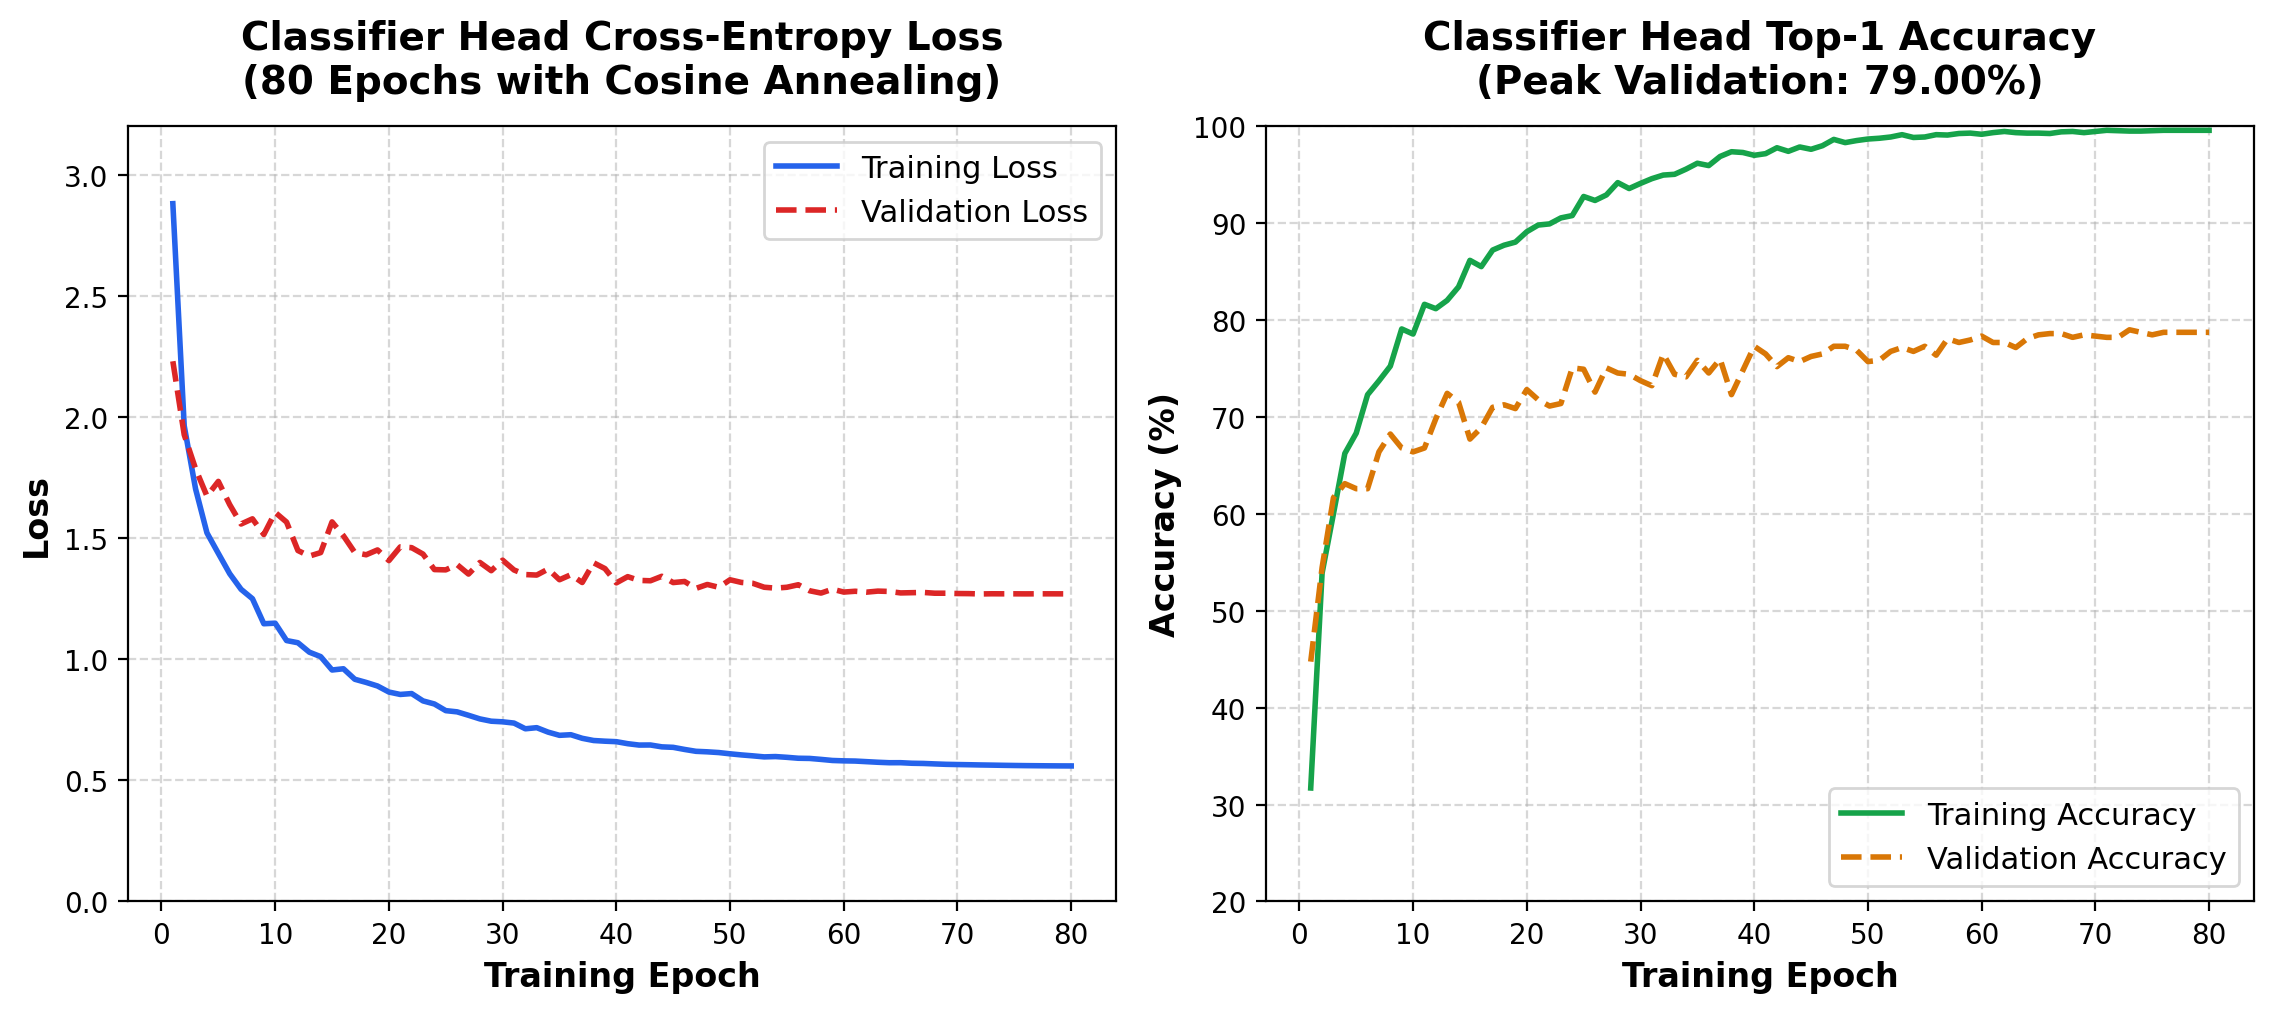 Classifier Head Cross-Entropy Loss
(80 Epochs with Cosine Annealing)
Training Loss
Validation Loss
3.0
2.5
2.0
1.5
1.0
0.5
0.0
Loss
0 10 20 30 40 50 60 70 80
Training Epoch
Classifier Head Top-1 Accuracy
(Peak Validation: 79.00%)
100
90
80
70
60
50
40
30
20
Accuracy (%)
Training Accuracy
Validation Accuracy
0 10 20 30 40 50 60 70 80
Training Epoch